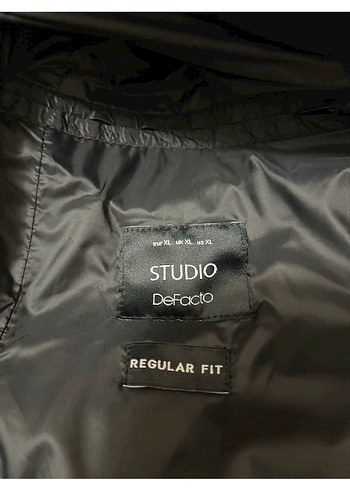 eur XL uk XL us XL
STUDIO
DeFacto
REGULAR FIT